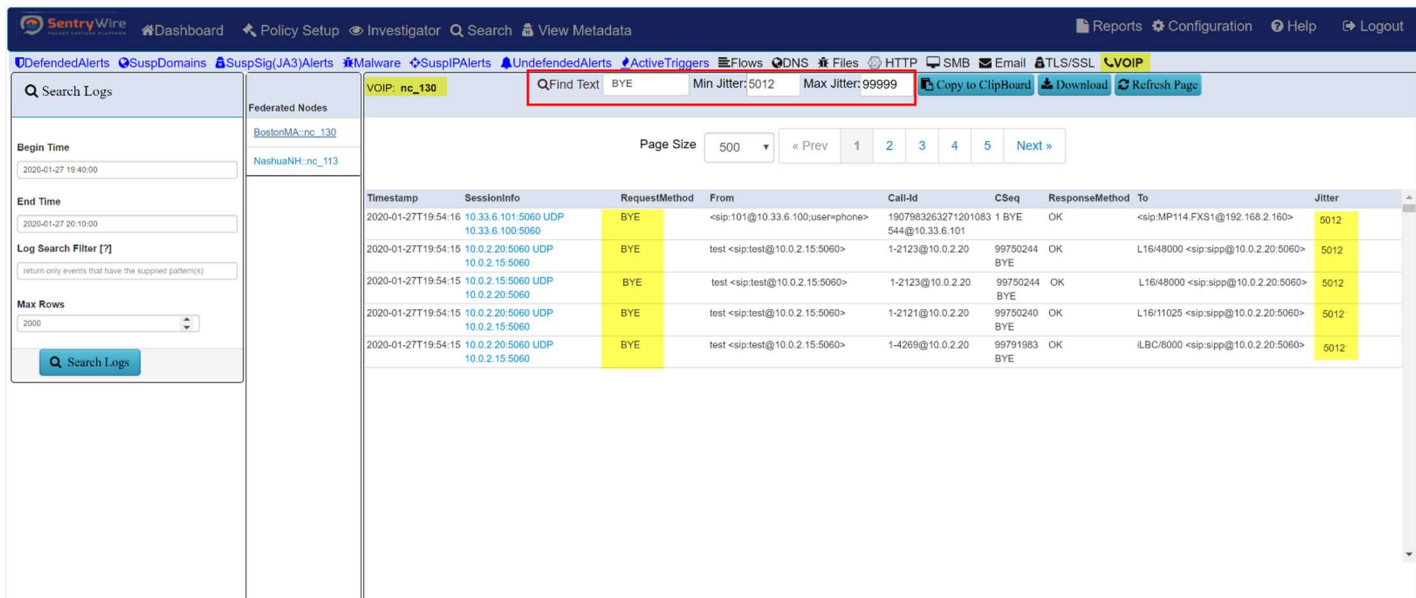 SentryWire Dashboard Policy Setup Investigator Search View Metadata Reports Configuration Help Logout
PACKET CAPTURE PLATFORM
DefendedAlerts SuspDomains SuspSig(JA3)Alerts Malware SuspIPAlerts UndefendedAlerts ActiveTriggers Flows DNS Files HTTP SMB Email TLS/SSL VOIP
Search Logs
Begin Time
2020-01-27 19:40:00
End Time
2020-01-27 20:10:00
Log Search Filter [?]
return only events that have the supplied pattern(s)
Max Rows
2000
Search Logs
Federated Nodes
BostonMA::nc_130
NashuaNH::nc_113
VOIP: nc_130 Find Text BYE Min Jitter: 5012 Max Jitter: 99999 Copy to ClipBoard Download Refresh Page
Page Size 500 « Prev 1 2 3 4 5 Next »
Timestamp SessionInfo RequestMethod From Call-Id CSeq ResponseMethod To Jitter
2020-01-27T19:54:16 10.33.6.101:5060 UDP BYE <sip:101@10.33.6.100;user=phone> 1907983263271201083 1 BYE OK <sip:MP114.FXS1@192.168.2.160> 5012
10.33.6.100:5060 544@10.33.6.101
2020-01-27T19:54:15 10.0.2.20:5060 UDP BYE test <sip:test@10.0.2.15:5060> 1-2123@10.0.2.20 99750244 OK L16/48000 <sip:sipp@10.0.2.20:5060> 5012
10.0.2.15:5060 BYE
2020-01-27T19:54:15 10.0.2.15:5060 UDP BYE test <sip:test@10.0.2.15:5060> 1-2123@10.0.2.20 99750244 OK L16/48000 <sip:sipp@10.0.2.20:5060> 5012
10.0.2.20:5060 BYE
2020-01-27T19:54:15 10.0.2.20:5060 UDP BYE test <sip:test@10.0.2.15:5060> 1-2121@10.0.2.20 99750240 OK L16/11025 <sip:sipp@10.0.2.20:5060> 5012
10.0.2.15:5060 BYE
2020-01-27T19:54:15 10.0.2.20:5060 UDP BYE test <sip:test@10.0.2.15:5060> 1-4269@10.0.2.20 99791983 OK iLBC/8000 <sip:sipp@10.0.2.20:5060> 5012
10.0.2.15:5060 BYE